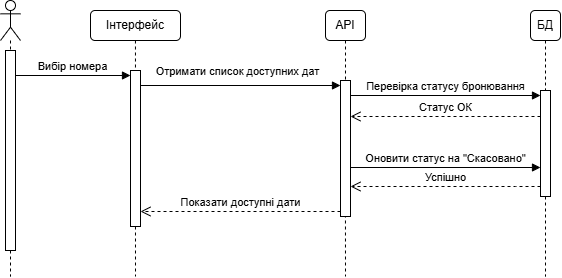 Інтерфейс
API
БД
Вибір номера
Отримати список доступних дат
Перевірка статусу бронювання
Статус ОК
Оновити статус на "Скасовано"
Успішно
Показати доступні дати